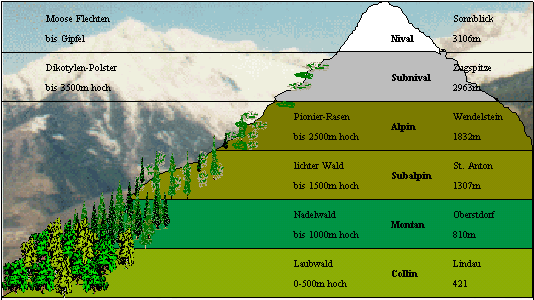 Moose Flechten
bis Gipfel
Nival
Sonnblick
3106m
Dikotylen-Polster
bis 3500m hoch
Subnival
Zugspitze
2963m
Pionier-Rasen
bis 2500m hoch
Alpin
Wendelstein
1832m
lichter Wald
bis 1500m hoch
Subalpin
St. Anton
1307m
Nadelwald
bis 1000m hoch
Montan
Oberstdorf
810m
Laubwald
0-500m hoch
Collin
Lindau
421